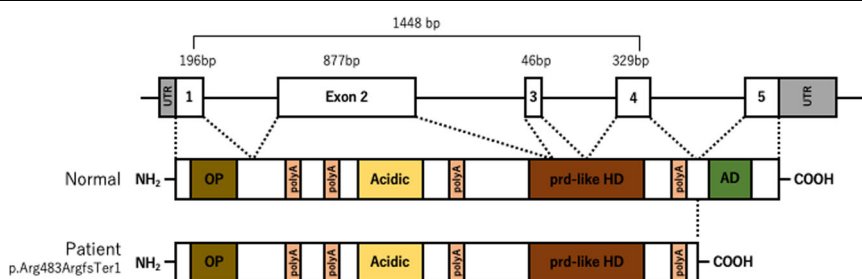 1448 bp
196bp 877bp 46bp 329bp
UTR 1 Exon 2 3 4 5 UTR
Normal NH₂ OP polyA polyA Acidic polyA prd-like HD polyA AD COOH
Patient
p.Arg483ArgfsTer1 NH₂ OP polyA polyA Acidic polyA prd-like HD polyA COOH